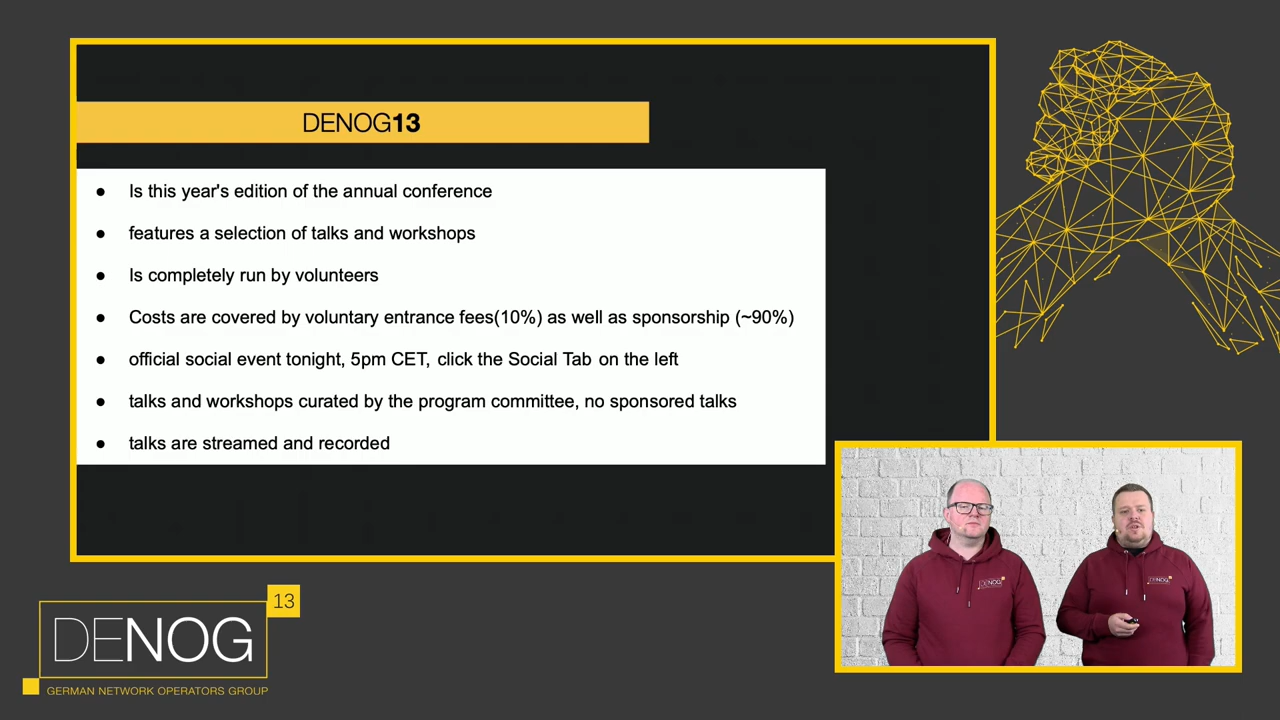 DENOG13
● Is this year's edition of the annual conference
● features a selection of talks and workshops
● Is completely run by volunteers
● Costs are covered by voluntary entrance fees(10%) as well as sponsorship (~90%)
● official social event tonight, 5pm CET, click the Social Tab on the left
● talks and workshops curated by the program committee, no sponsored talks
● talks are streamed and recorded
DENOG
DENOG
13
DENOG
GERMAN NETWORK OPERATORS GROUP